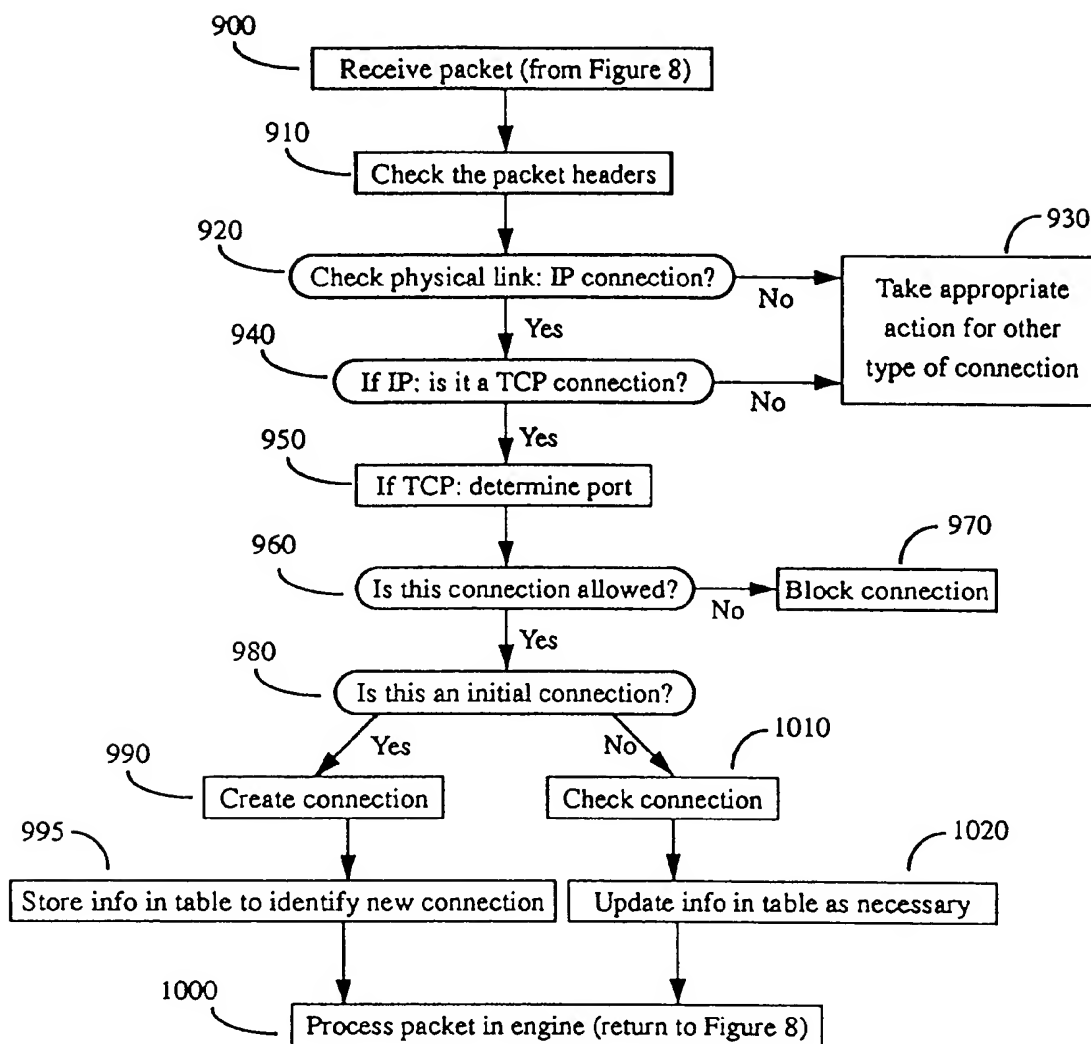 900
Receive packet (from Figure 8)
910
Check the packet headers
920
Check physical link: IP connection?
No
930
Take appropriate
action for other
type of connection
Yes
940
If IP: is it a TCP connection?
No
Yes
950
If TCP: determine port
960
Is this connection allowed?
No
970
Block connection
Yes
980
Is this an initial connection?
Yes
No
990
Create connection
1010
Check connection
995
Store info in table to identify new connection
1020
Update info in table as necessary
1000
Process packet in engine (return to Figure 8)